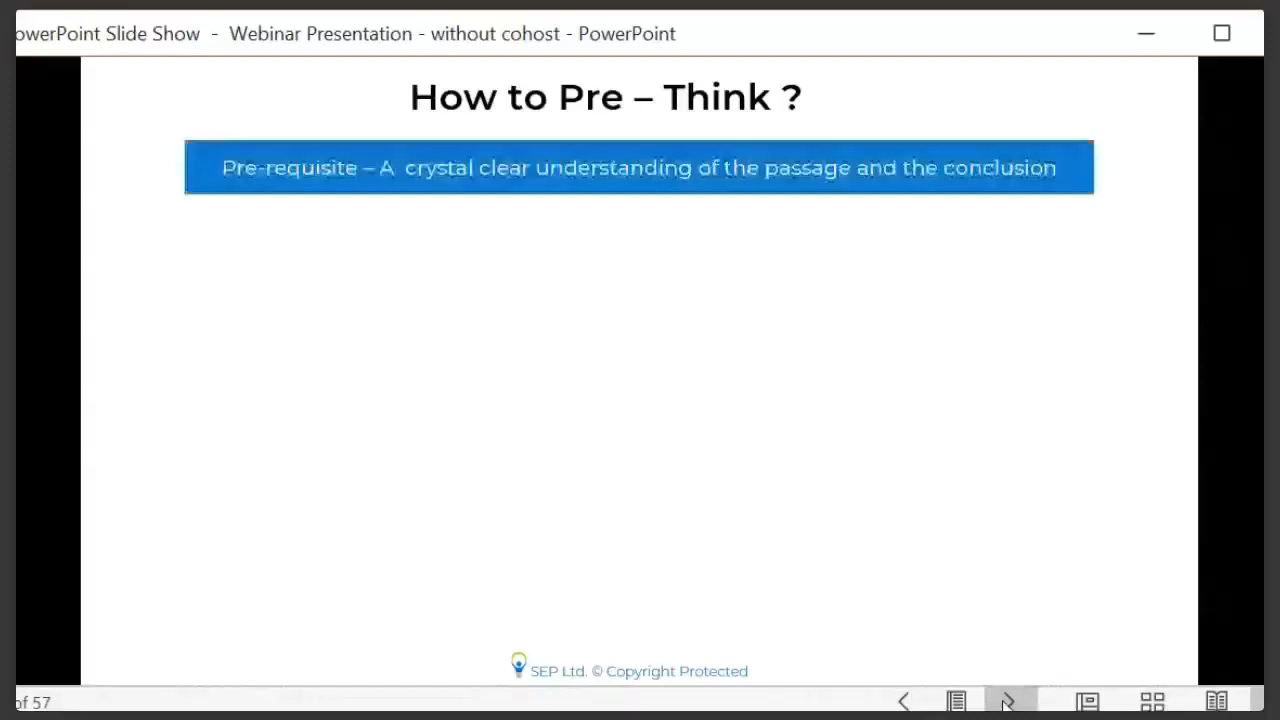 owerPoint Slide Show - Webinar Presentation - without cohost - PowerPoint
How to Pre – Think ?
Pre-requisite – A crystal clear understanding of the passage and the conclusion
SEP Ltd. © Copyright Protected
of 57